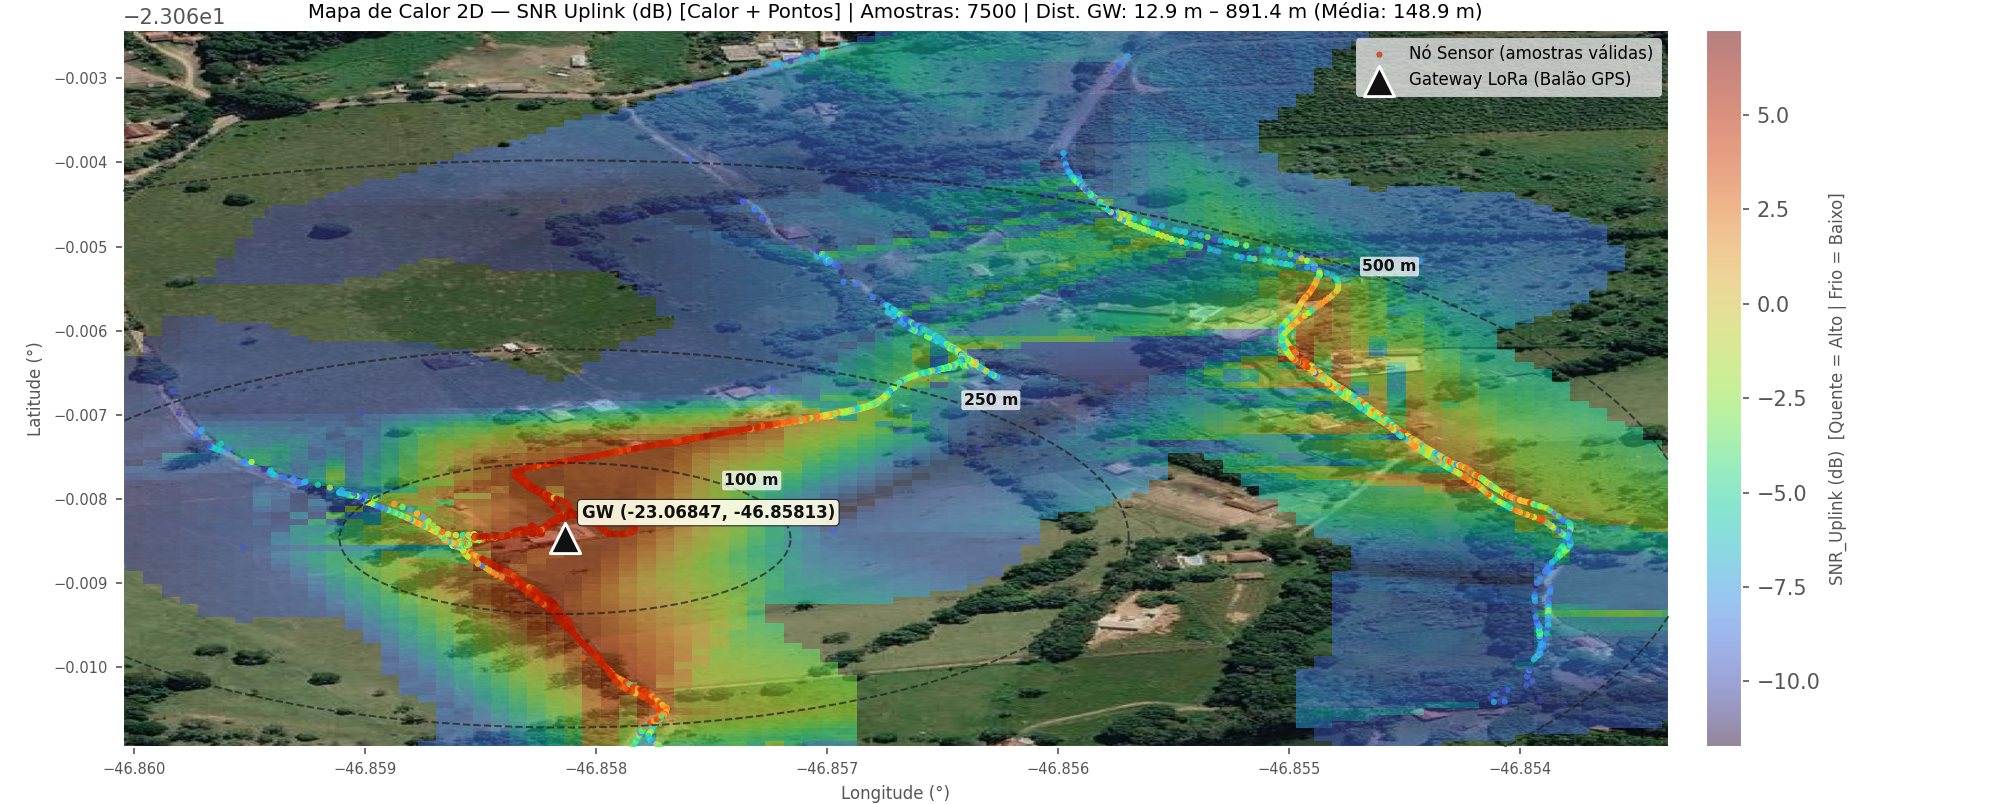 Mapa de Calor 2D — SNR Uplink (dB) [Calor + Pontos] | Amostras: 7500 | Dist. GW: 12.9 m – 891.4 m (Média: 148.9 m)
−2.306e1
Nó Sensor (amostras válidas)
Gateway LoRa (Balão GPS)
−0.003
−0.004
−0.005
−0.006
−0.007
−0.008
−0.009
−0.010
Latitude (°)
500 m
250 m
100 m
GW (-23.06847, -46.85813)
−46.860
−46.859
−46.858
−46.857
−46.856
−46.855
−46.854
Longitude (°)
5.0
2.5
0.0
−2.5
−5.0
−7.5
−10.0
SNR_Uplink (dB)  [Quente = Alto | Frio = Baixo]